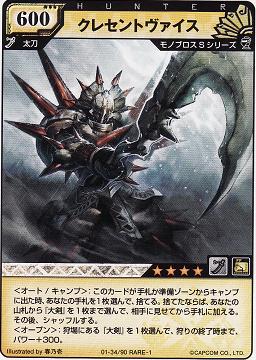 HUNTER
600
クレセントヴァイス
太刀
モノブロスSシリーズ
<オート/キャンプ>:このカードが手札か準備ゾーンからキャンプ
に出た時、あなたの手札を1枚選んで、捨てる。捨てたならば、あなたの
山札から「大剣」を1枚まで選んで、相手に見せてから手札に加える。
その後、シャッフルする。
<オープン>:狩場にある「大剣」を1枚選んで、狩りの終了時まで、
パワー+300。
Illustrated by 春乃壱
01-34/90 RARE-1
©CAPCOM CO., LTD.